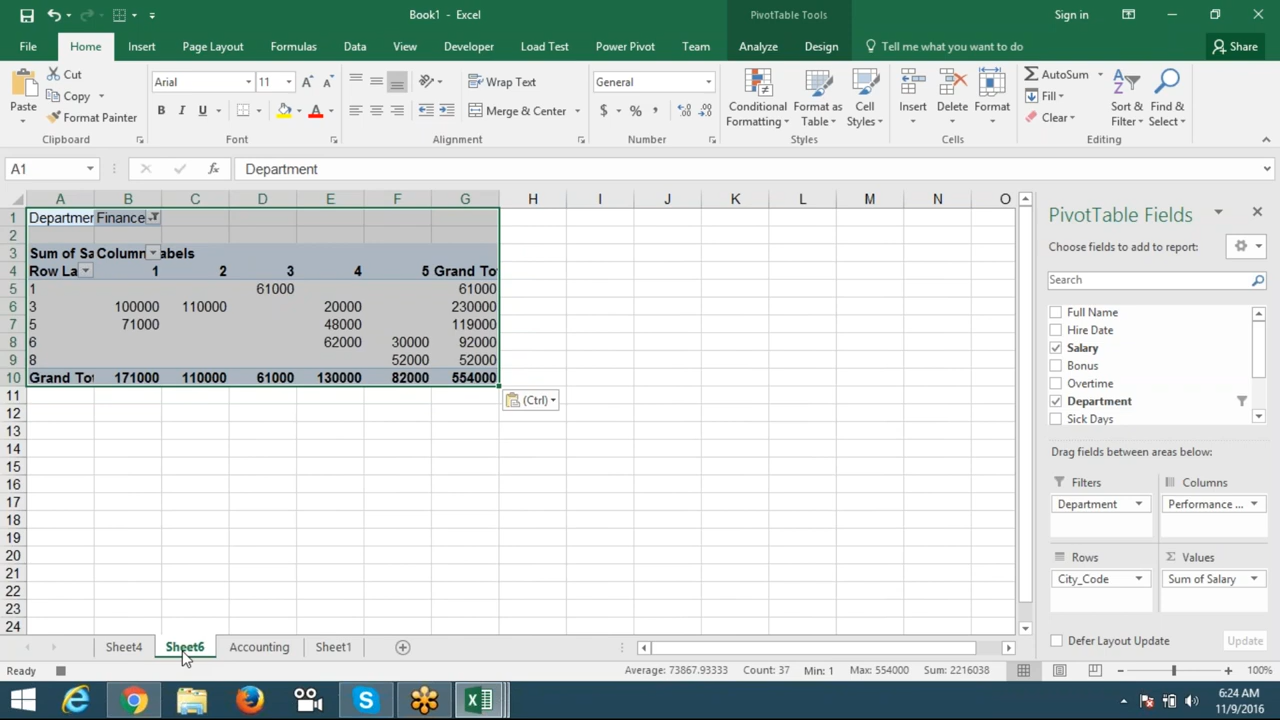 Book1 - Excel
PivotTable Tools
Sign in
File Home Insert Page Layout Formulas Data View Developer Load Test Power Pivot Team Analyze Design Tell me what you want to do Share
Paste
Cut
Copy
Format Painter
Clipboard
Arial 11
B I U
Font
Wrap Text
Merge & Center
Alignment
General
$ % ,
Number
Conditional Formatting
Format as Table
Cell Styles
Styles
Insert
Delete
Format
Cells
AutoSum
Fill
Clear
Sort & Filter
Find & Select
Editing
A1 fx Department
A B C D E F G H I J K L M N O
1 Departmer Finance
2
3 Sum of Sa Column Labels
4 Row La 1 2 3 4 5 Grand To
5 1 61000 61000
6 3 100000 110000 20000 230000
7 5 71000 48000 119000
8 6 62000 30000 92000
9 8 52000 52000
10 Grand Tot 171000 110000 61000 130000 82000 554000
11
(Ctrl)
12
13
14
15
16
17
18
19
20
21
22
23
24
PivotTable Fields
Choose fields to add to report:
Search
Full Name
Hire Date
Salary
Bonus
Overtime
Department
Sick Days
Drag fields between areas below:
Filters
Department
Columns
Performance ...
Rows
City_Code
Values
Sum of Salary
Defer Layout Update Update
Sheet4 Sheet6 Accounting Sheet1
Ready Average: 73867.93333 Count: 37 Min: 1 Max: 554000 Sum: 2216038 100%
6:24 AM
11/9/2016